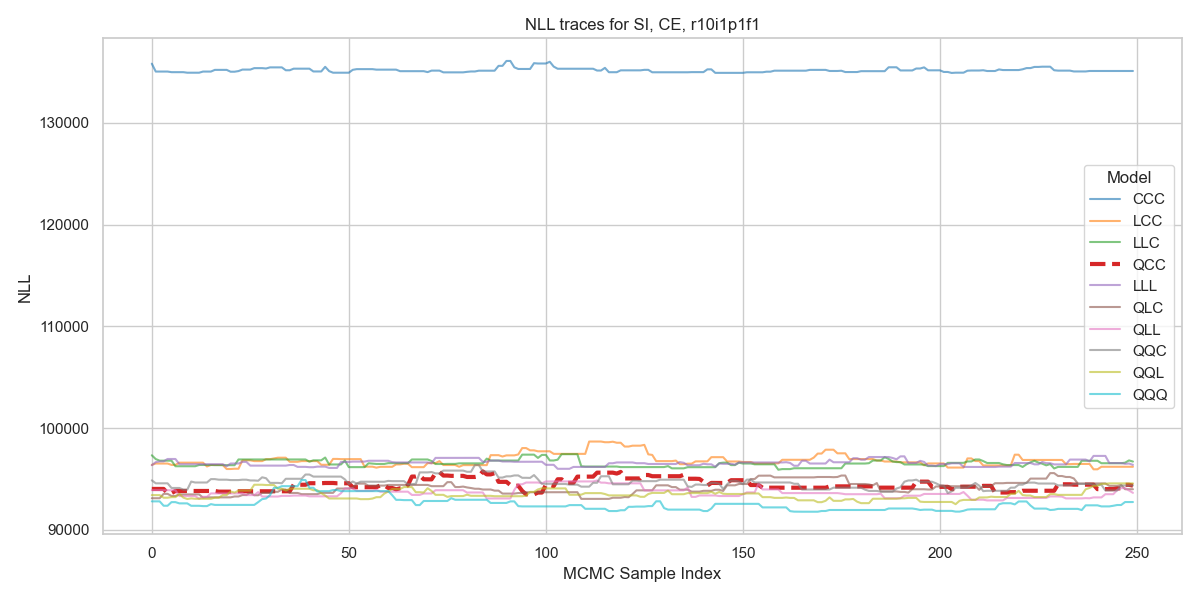 NLL traces for SI, CE, r10i1p1f1
NLL
130000
120000
110000
100000
90000
0
50
100
150
200
250
MCMC Sample Index
Model
CCC
LCC
LLC
QCC
LLL
QLC
QLL
QQC
QQL
QQQ